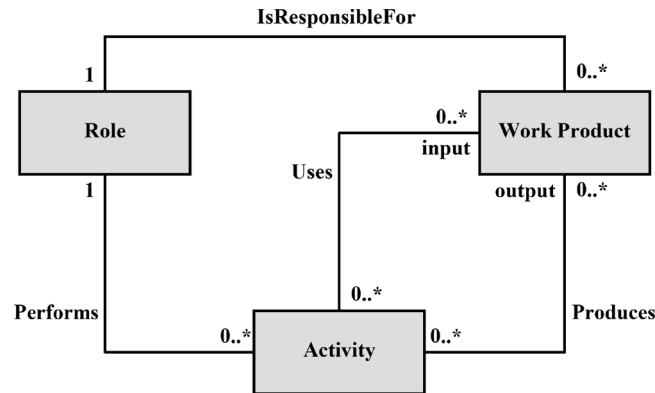 IsResponsibleFor
1
0..*
Role
0..*
Work Product
input
Uses
1
output
0..*
0..*
Performs
Produces
0..*
0..*
Activity